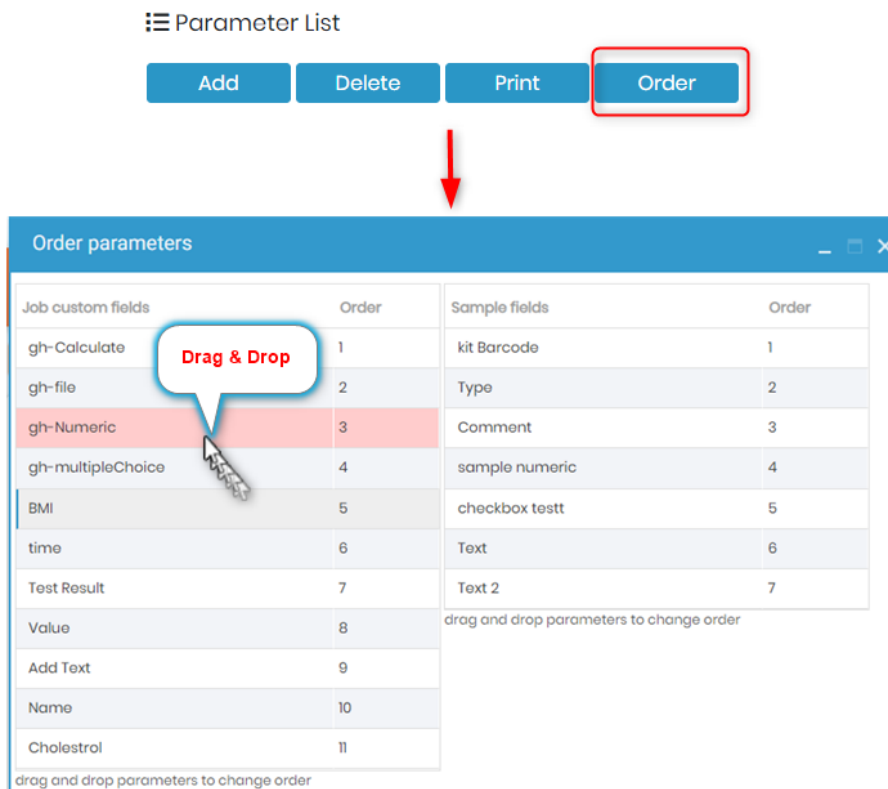 Parameter List
Add Delete Print Order
Order parameters
Job custom fields Order
gh-Calculate 1
gh-file 2
gh-Numeric 3
gh-multipleChoice 4
BMI 5
time 6
Test Result 7
Value 8
Add Text 9
Name 10
Cholestrol 11
drag and drop parameters to change order
Drag & Drop
Sample fields Order
kit Barcode 1
Type 2
Comment 3
sample numeric 4
checkbox testt 5
Text 6
Text 2 7
drag and drop parameters to change order